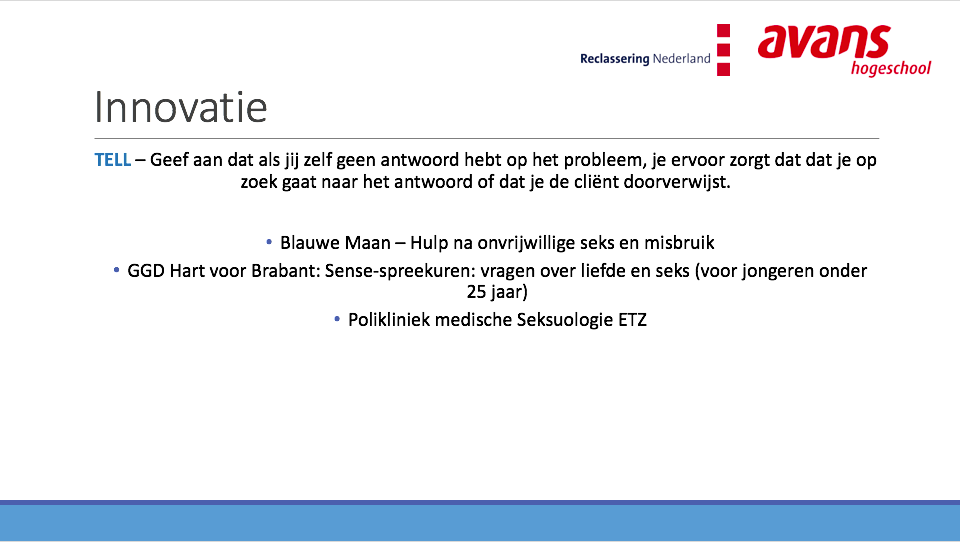 Reclassering Nederland
avans
hogeschool
Innovatie
TELL – Geef aan dat als jij zelf geen antwoord hebt op het probleem, je ervoor zorgt dat dat je op
zoek gaat naar het antwoord of dat je de cliënt doorverwijst.
• Blauwe Maan – Hulp na onvrijwillige seks en misbruik
• GGD Hart voor Brabant: Sense-spreekuren: vragen over liefde en seks (voor jongeren onder
25 jaar)
• Polikliniek medische Seksuologie ETZ